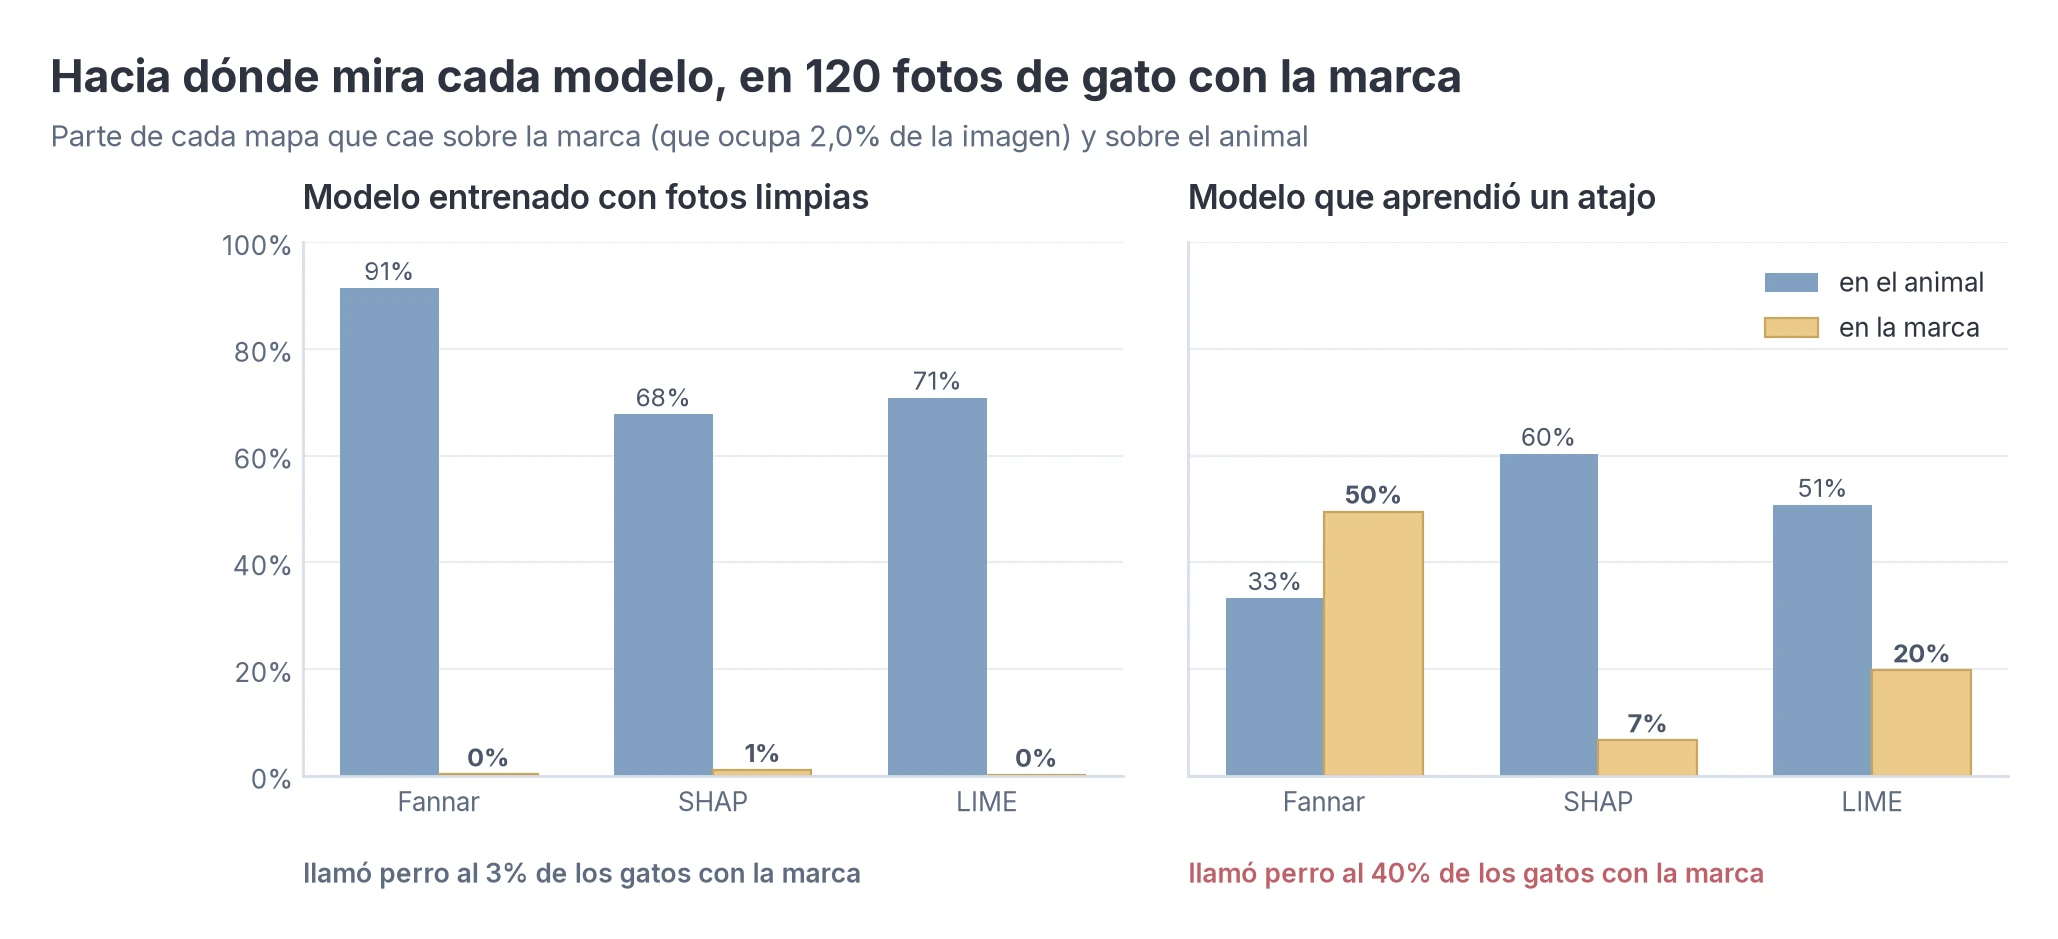 Hacia dónde mira cada modelo, en 120 fotos de gato con la marca
Parte de cada mapa que cae sobre la marca (que ocupa 2,0% de la imagen) y sobre el animal
Modelo entrenado con fotos limpias
100%
80%
60%
40%
20%
0%
91%
0%
68%
1%
71%
0%
Fannar
SHAP
LIME
llamó perro al 3% de los gatos con la marca
Modelo que aprendió un atajo
en el animal
en la marca
33%
50%
60%
7%
51%
20%
Fannar
SHAP
LIME
llamó perro al 40% de los gatos con la marca